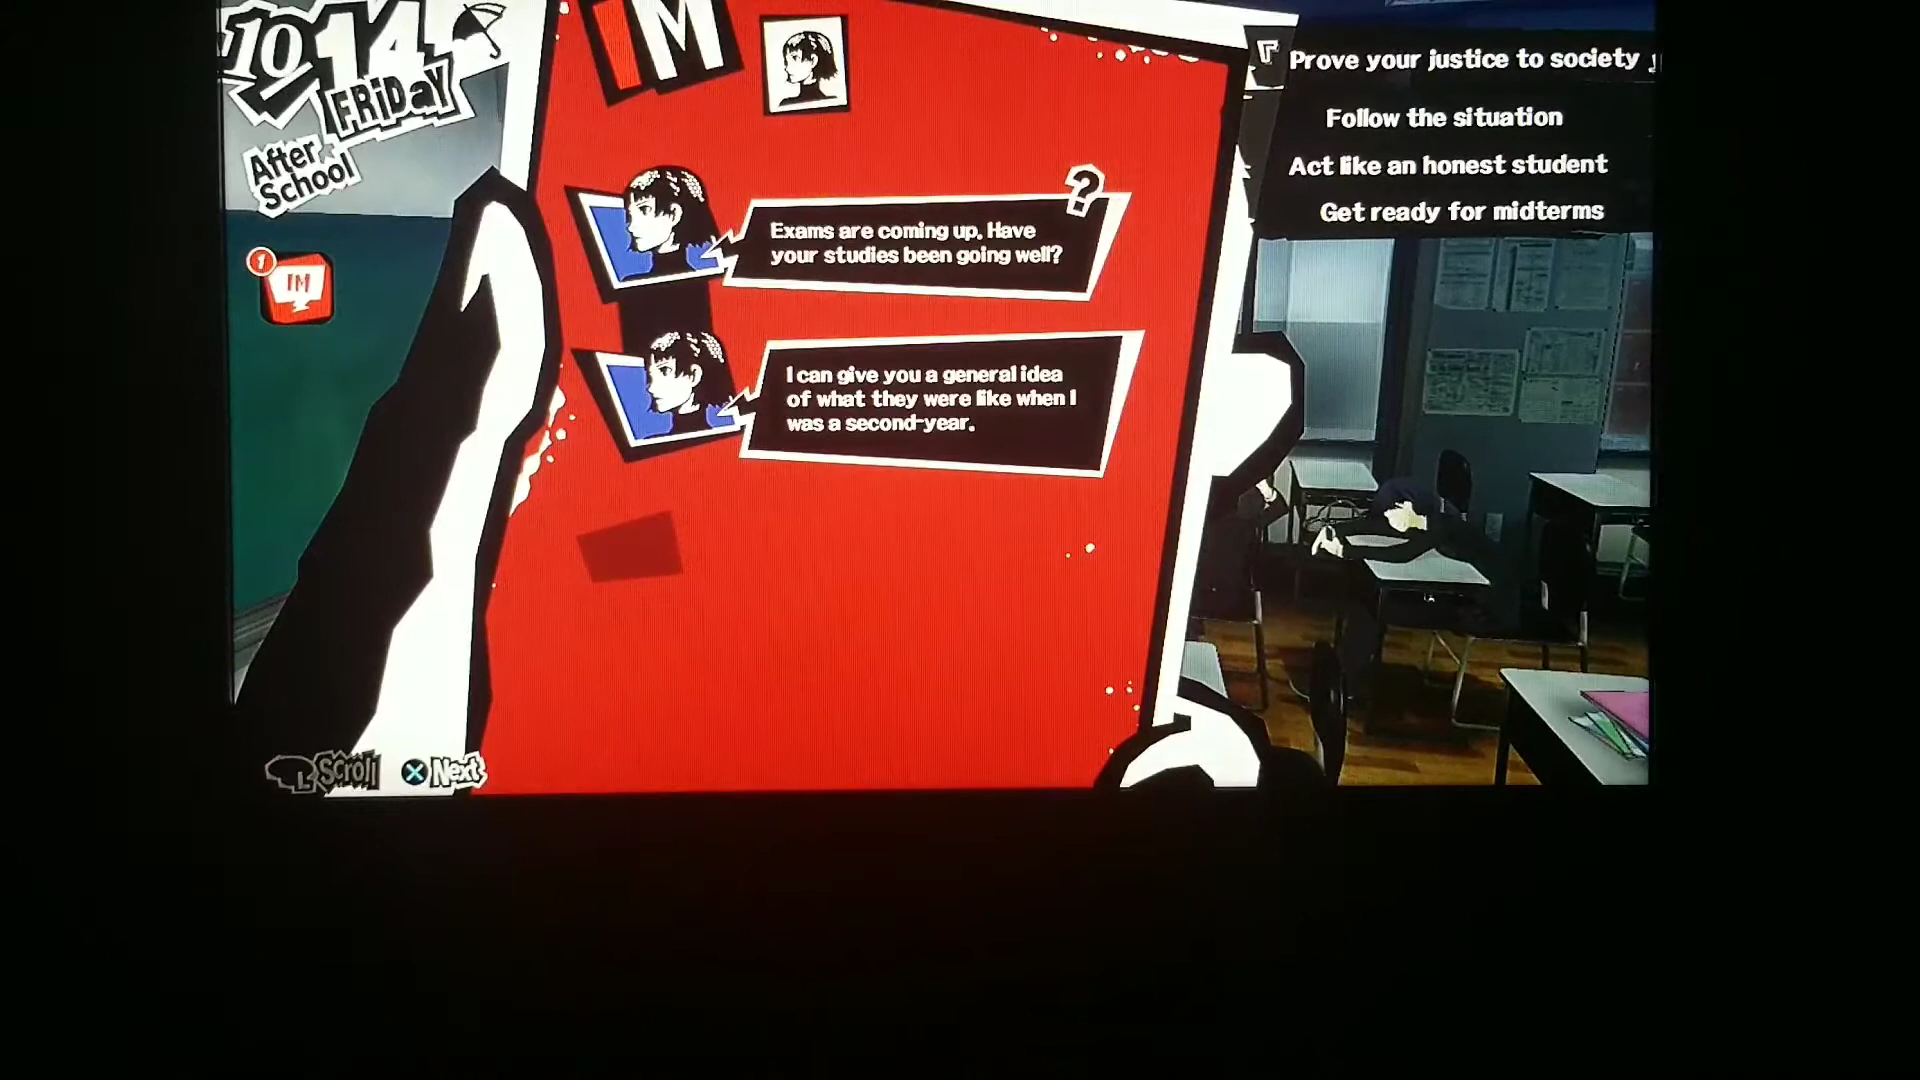 10 14
FRiDaY
After
School
1
IM
IM
?
Exams are coming up. Have
your studies been going well?
I can give you a general idea
of what they were like when I
was a second-year.
Prove your justice to society
Follow the situation
Act like an honest student
Get ready for midterms
L Scroll
Next